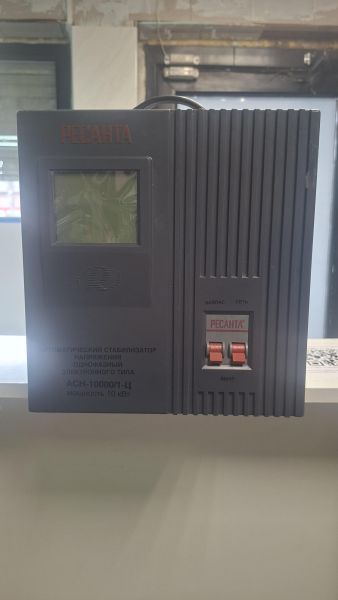 РЕСАНТА
БАЙПАС СЕТЬ
РЕСАНТА
АВТОМАТИЧЕСКИЙ СТАБИЛИЗАТОР
НАПРЯЖЕНИЯ
ОДНОФАЗНЫЙ
ЭЛЕКТРОННОГО ТИПА
АСН-10000/1-Ц
МОЩНОСТЬ 10 кВт